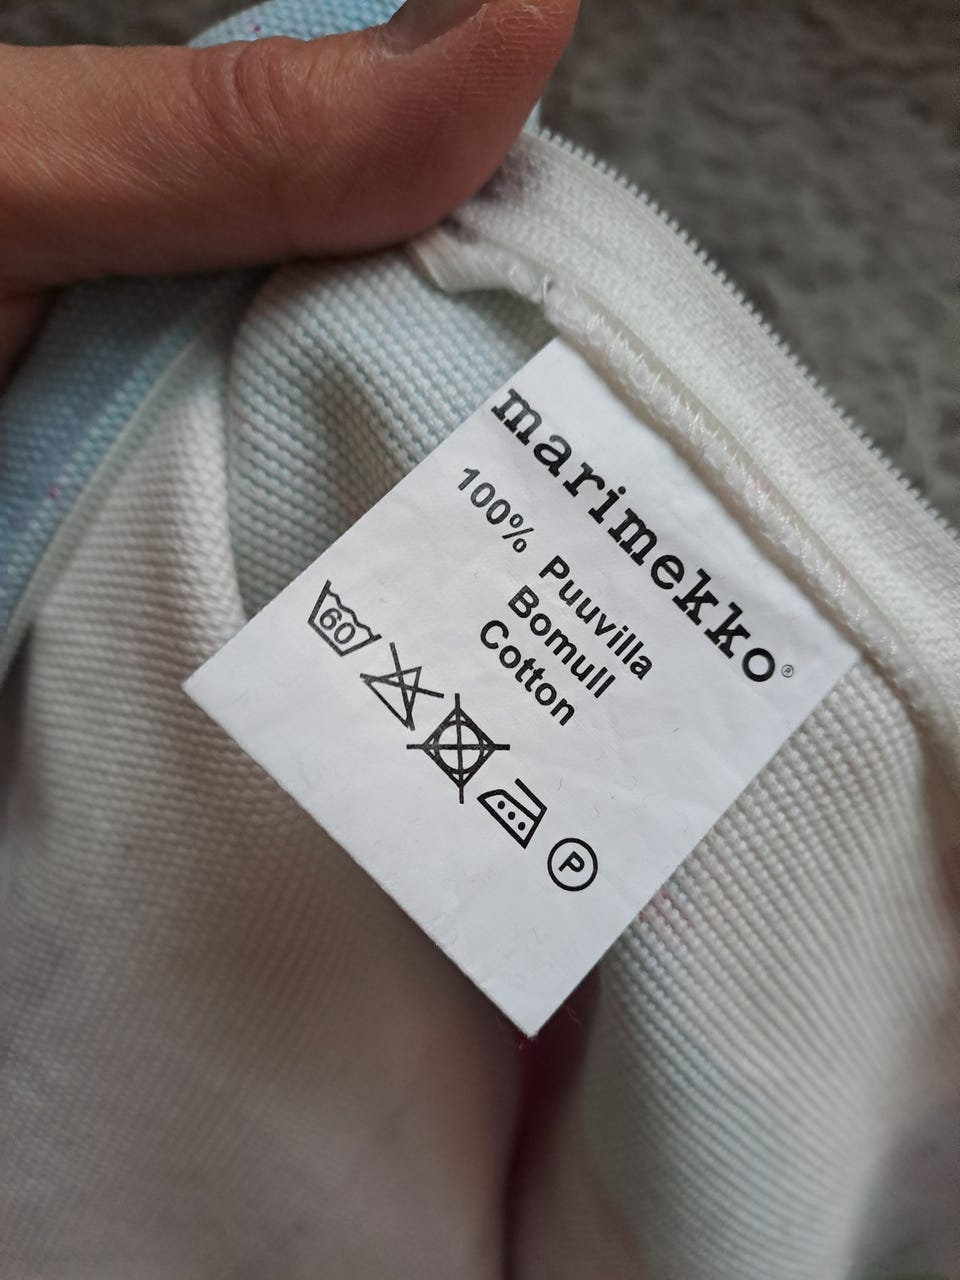 marimekko®
100% Puuvilla
Bomull
Cotton
60
P